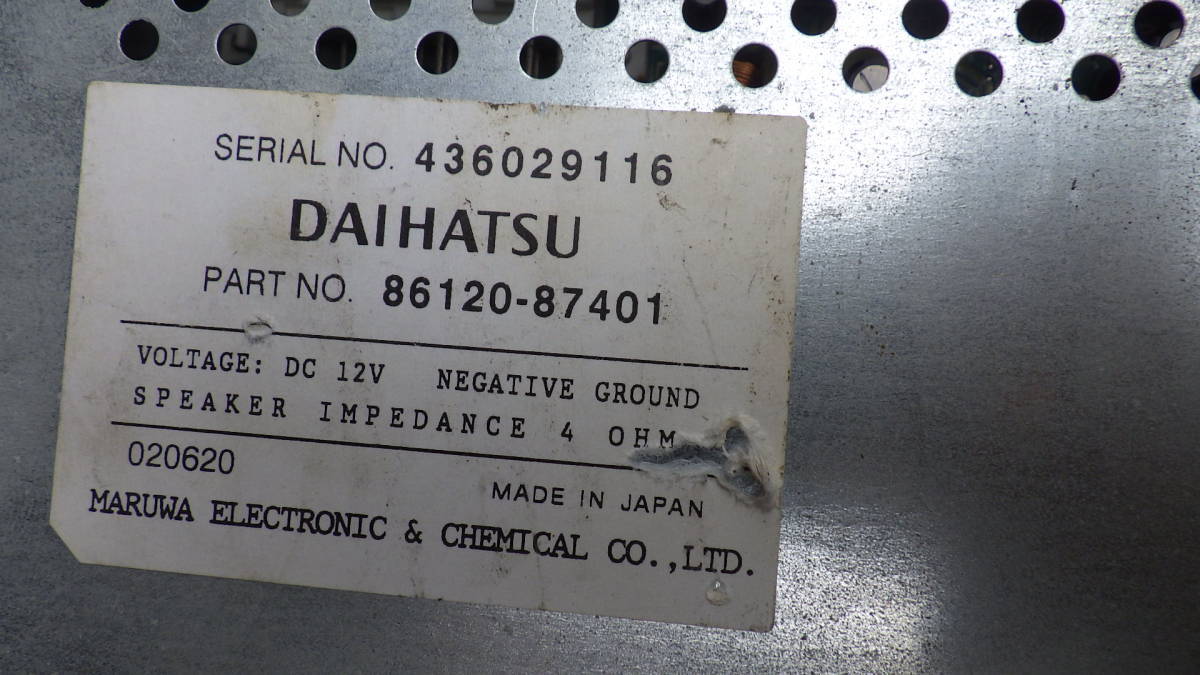 SERIAL NO. 436029116
DAIHATSU
PART NO. 86120-87401
VOLTAGE: DC 12V NEGATIVE GROUND
SPEAKER IMPEDANCE 4 OHM
020620
MADE IN JAPAN
MARUWA ELECTRONIC & CHEMICAL CO.,LTD.